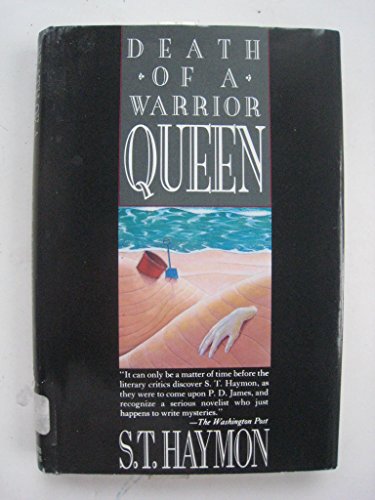 DEATH
OF A
WARRIOR
QUEEN
"It can only be a matter of time before the
literary critics discover S. T. Haymon, as
they were to come upon P. D. James, and
recognize a serious novelist who just
happens to write mysteries."
—The Washington Post
S.T. HAYMON